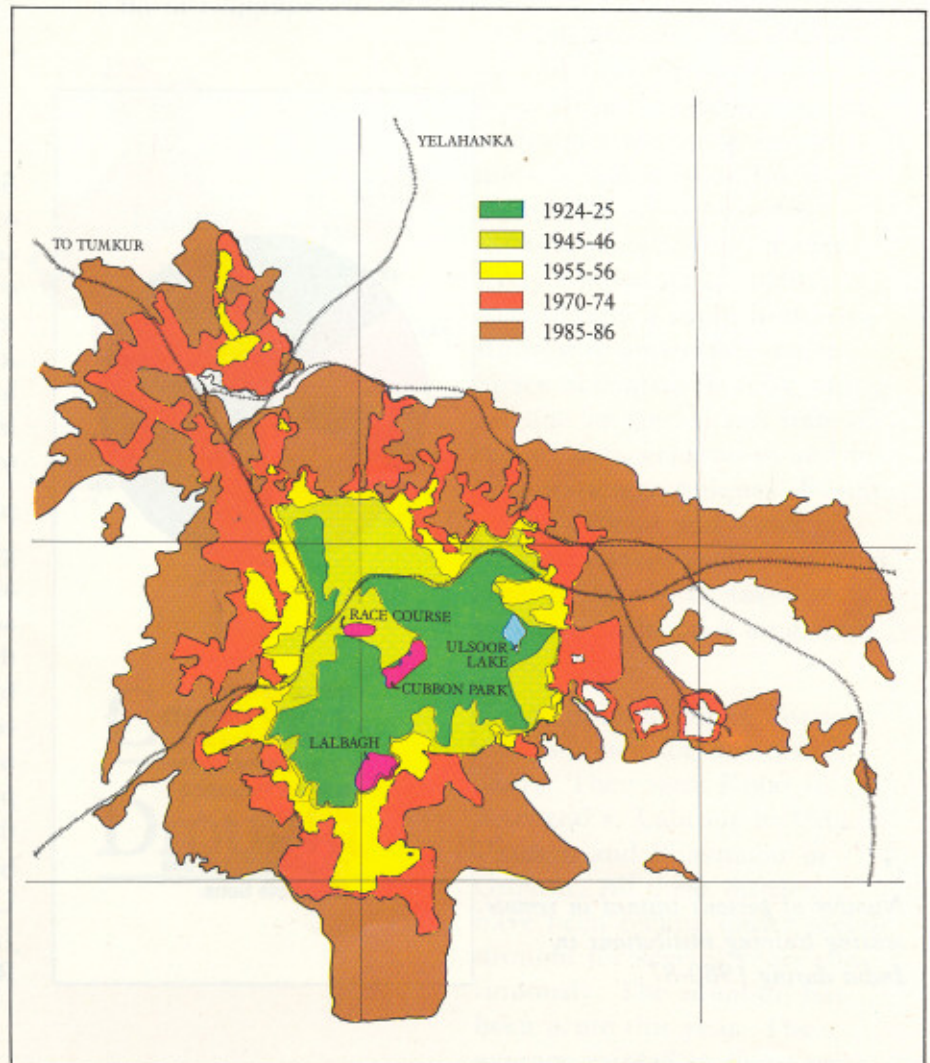 YELAHANKA
TO TUMKUR
1924-25
1945-46
1955-56
1970-74
1985-86
RACE COURSE
ULSOOR
LAKE
CUBBON PARK
LALBAGH